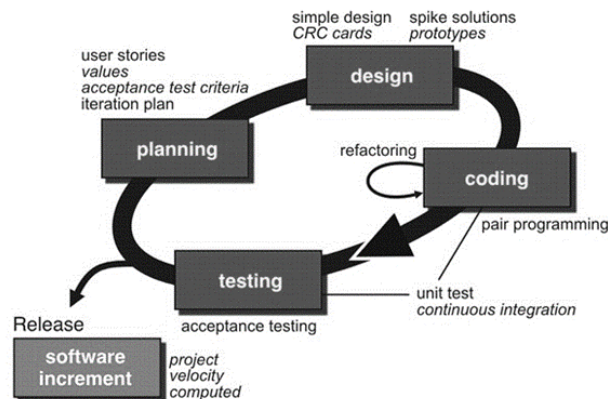 simple design
CRC cards
spike solutions
prototypes
user stories
values
acceptance test criteria
iteration plan
design
planning
refactoring
coding
pair programming
testing
unit test
continuous integration
acceptance testing
Release
software
increment
project
velocity
computed